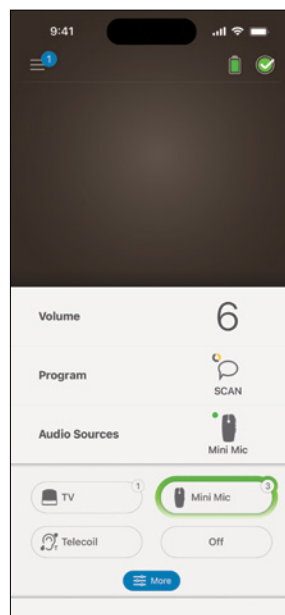 9:41
1
Volume 6
Program
SCAN
Audio Sources
Mini Mic
TV 1
Mini Mic 3
Telecoil T
Off
More